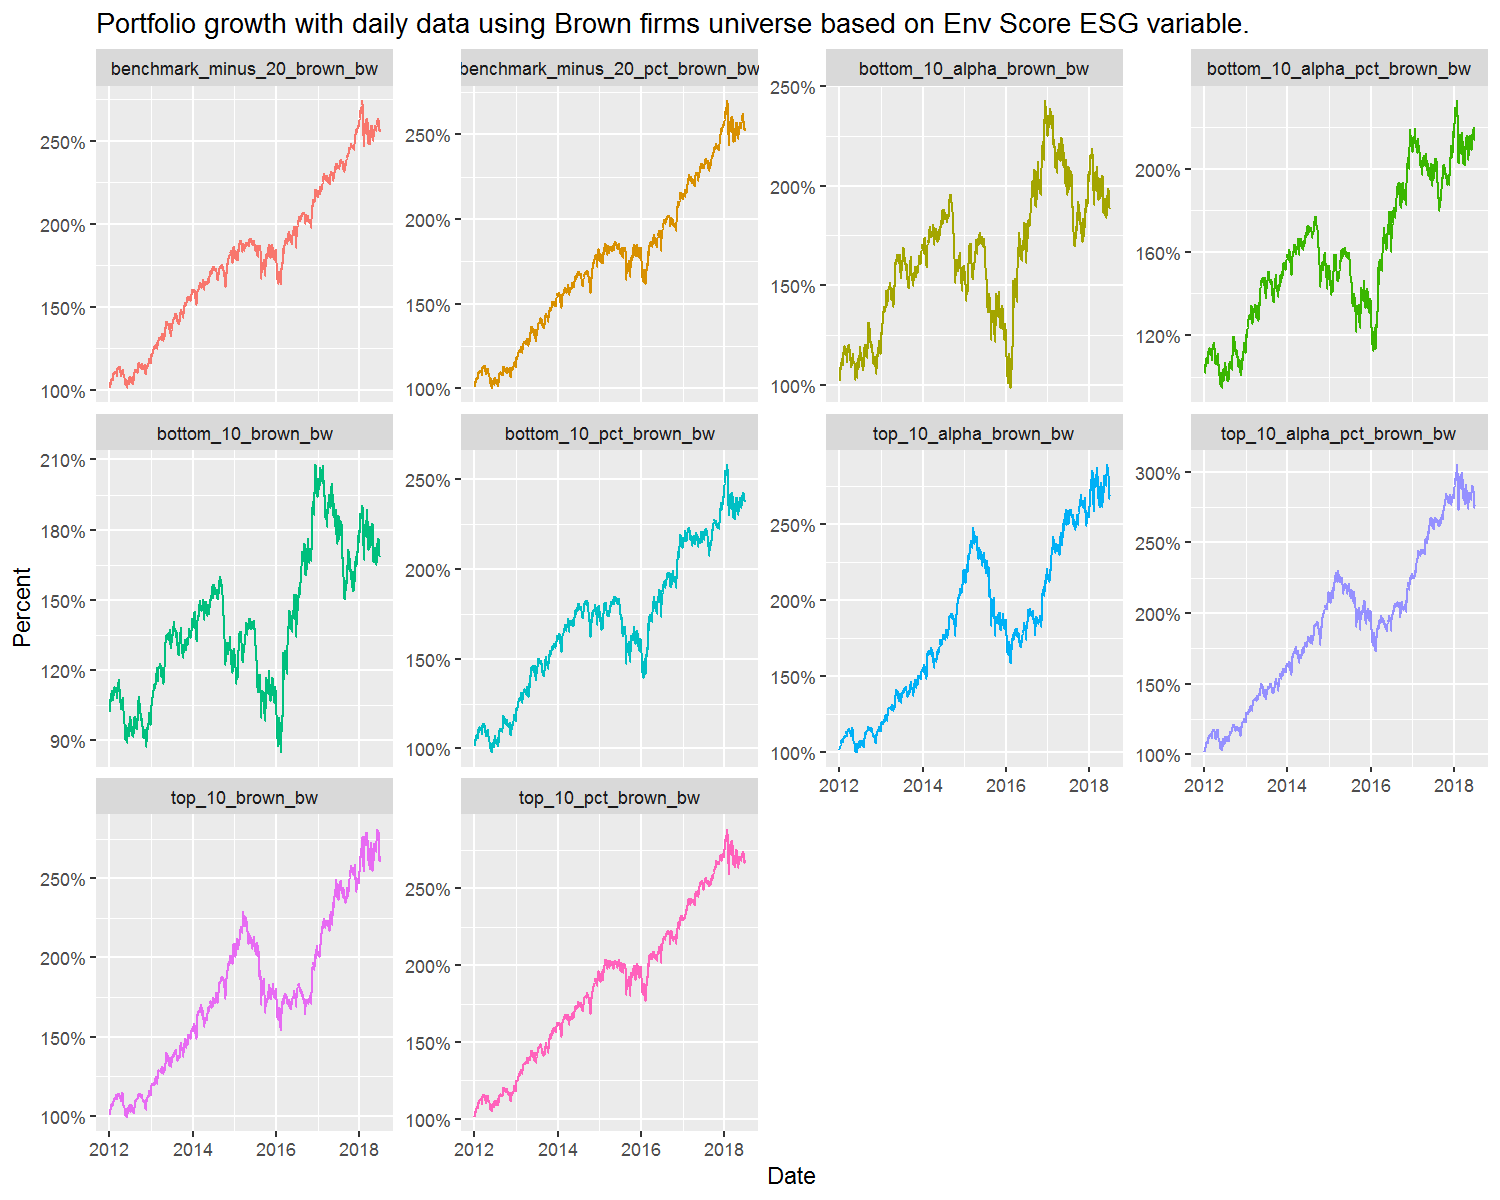 Portfolio growth with daily data using Brown firms universe based on Env Score ESG variable.
benchmark_minus_20_brown_bw
benchmark_minus_20_pct_brown_bw
bottom_10_alpha_brown_bw
bottom_10_alpha_pct_brown_bw
250%
200%
150%
100%
250%
200%
150%
100%
250%
200%
150%
100%
200%
160%
120%
bottom_10_brown_bw
bottom_10_pct_brown_bw
top_10_alpha_brown_bw
top_10_alpha_pct_brown_bw
210%
180%
150%
120%
90%
250%
200%
150%
100%
250%
200%
150%
100%
300%
250%
200%
150%
100%
2012 2014 2016 2018
2012 2014 2016 2018
Percent
top_10_brown_bw
top_10_pct_brown_bw
250%
200%
150%
100%
250%
200%
150%
100%
2012 2014 2016 2018
2012 2014 2016 2018
Date